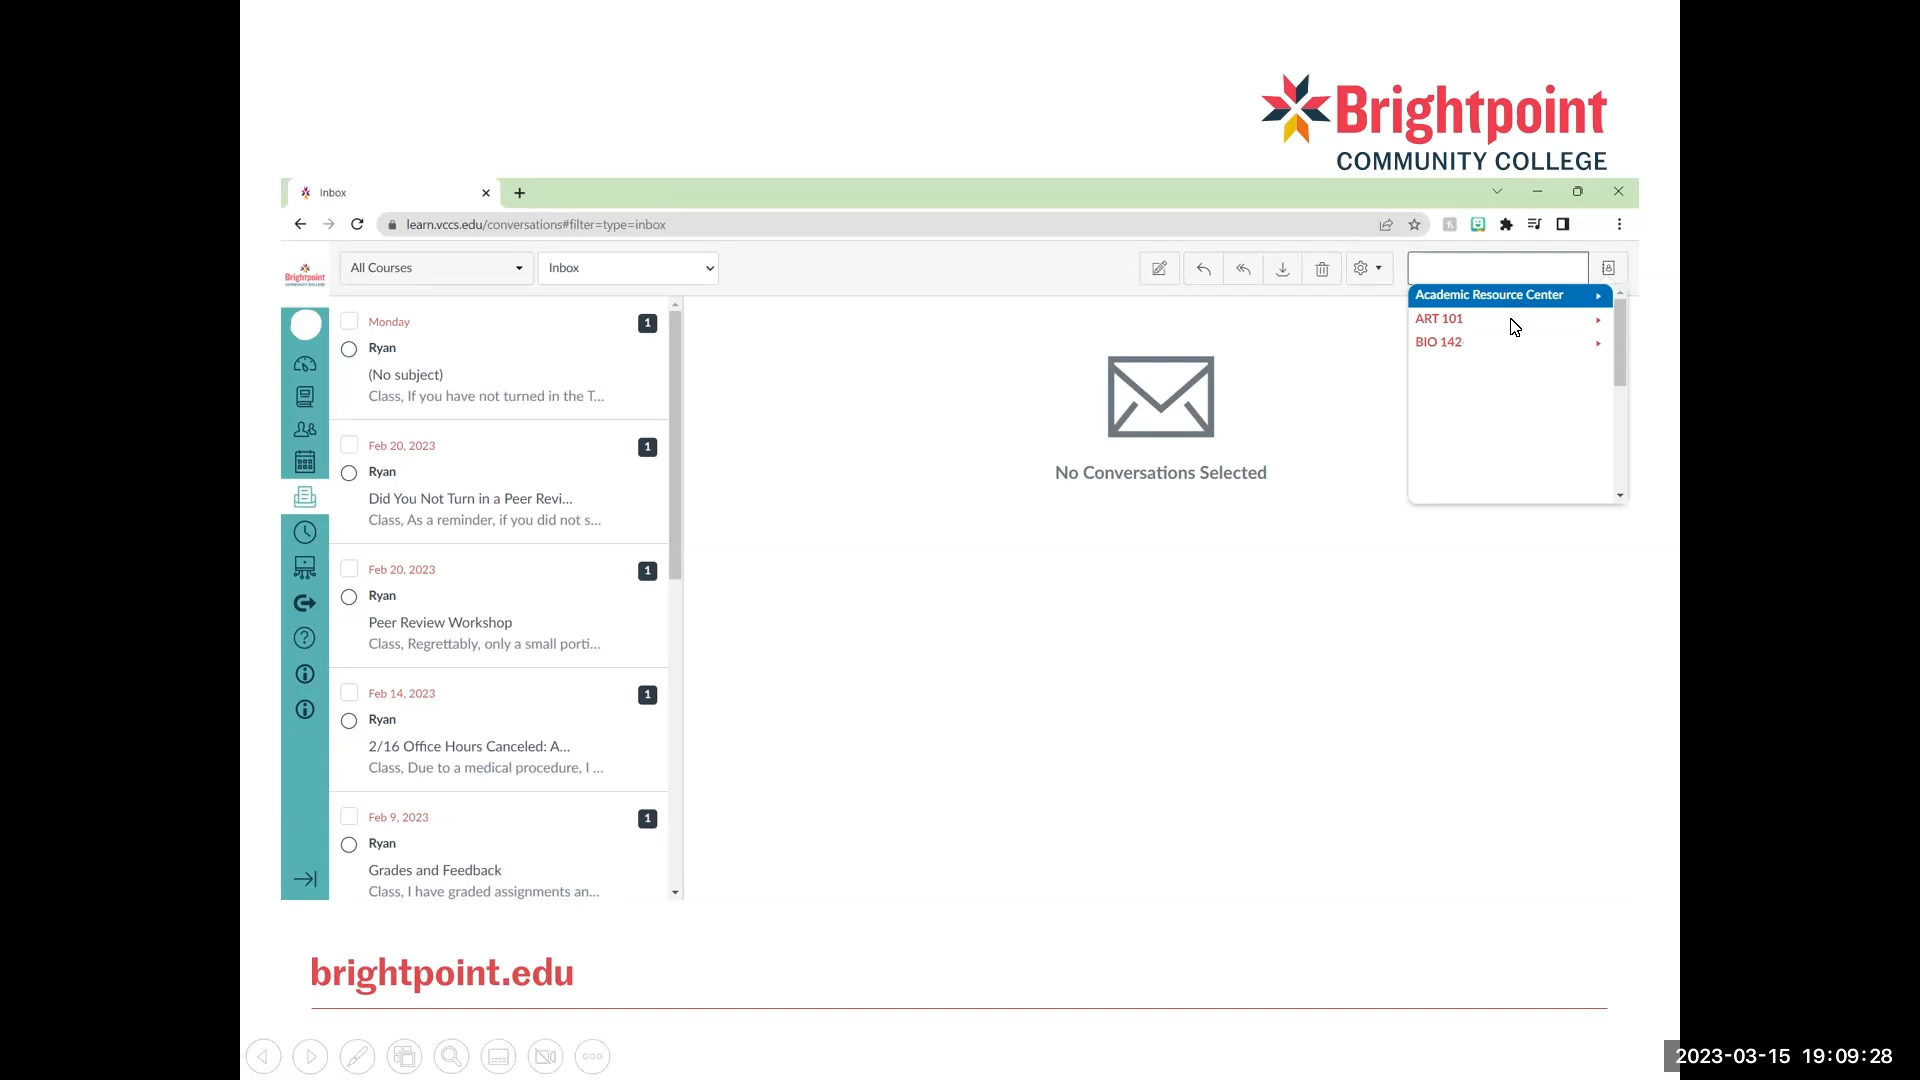 Brightpoint
COMMUNITY COLLEGE
Inbox
learn.vccs.edu/conversations#filter=type=inbox
Brightpoint
COMMUNITY COLLEGE
All Courses
Inbox
Academic Resource Center
ART 101
BIO 142
Monday
1
Ryan
(No subject)
Class, If you have not turned in the T...
Feb 20, 2023
1
Ryan
Did You Not Turn in a Peer Revi...
Class, As a reminder, if you did not s...
Feb 20, 2023
1
Ryan
Peer Review Workshop
Class, Regrettably, only a small porti...
Feb 14, 2023
1
Ryan
2/16 Office Hours Canceled: A...
Class, Due to a medical procedure, I ...
Feb 9, 2023
1
Ryan
Grades and Feedback
Class, I have graded assignments an...
No Conversations Selected
brightpoint.edu
2023-03-15 19:09:28